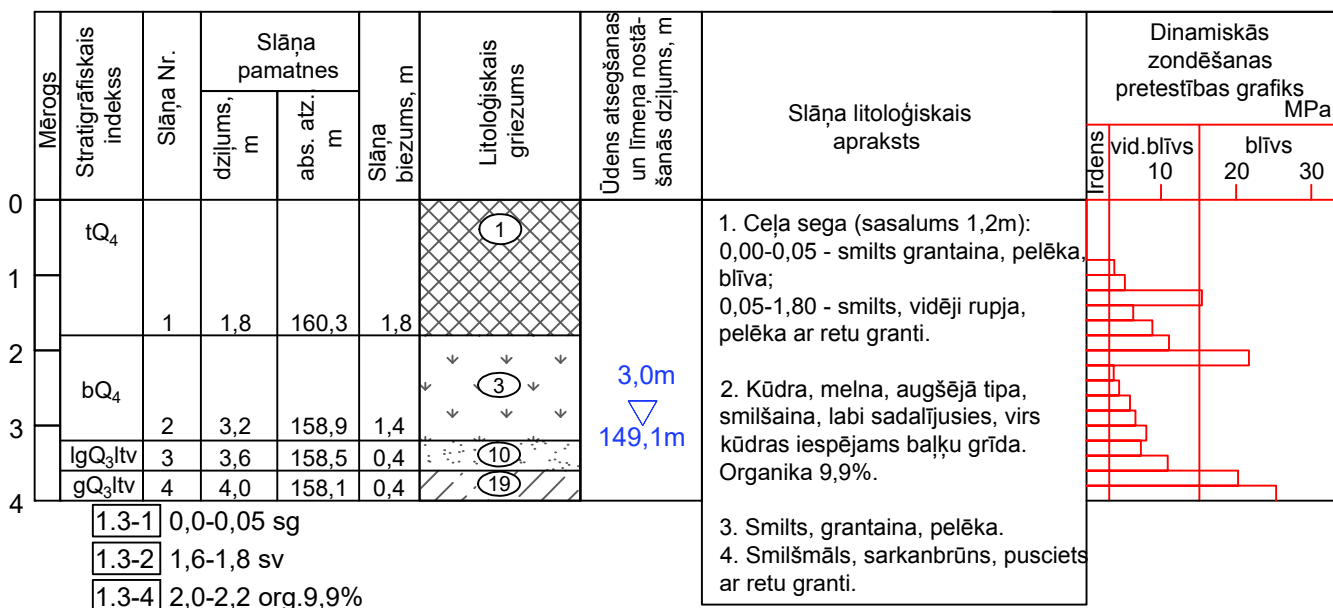 Mērogs
Stratigrāfiskais
indekss
Slāņa Nr.
Slāņa
pamatnes
dziļums,
m
abs. atz.,
m
Slāņa
biezums, m
Litoloģiskais
griezums
Ūdens atsegšanas
un līmeņa nostā-
šanās dziļums, m
Slāņa litoloģiskais
apraksts
Dinamiskās
zondēšanas
pretestības grafiks
MPa
Irdens
vid.blīvs
blīvs
10 20 30
0
1
2
3
4
tQ4
1 1,8 160,3 1,8
1
bQ4
2 3,2 158,9 1,4
3
lgQ3ltv 3 3,6 158,5 0,4
10
gQ3ltv 4 4,0 158,1 0,4
19
3,0m
149,1m
1. Ceļa sega (sasalums 1,2m):
0,00-0,05 - smilts grantaina, pelēka,
blīva;
0,05-1,80 - smilts, vidēji rupja,
pelēka ar retu granti.
2. Kūdra, melna, augšējā tipa,
smilšaina, labi sadalījusies, virs
kūdras iespējams baļķu grīda.
Organika 9,9%.
3. Smilts, grantaina, pelēka.
4. Smilšmāls, sarkanbrūns, pusciets
ar retu granti.
1.3-1 0,0-0,05 sg
1.3-2 1,6-1,8 sv
1.3-4 2,0-2,2 org.9,9%